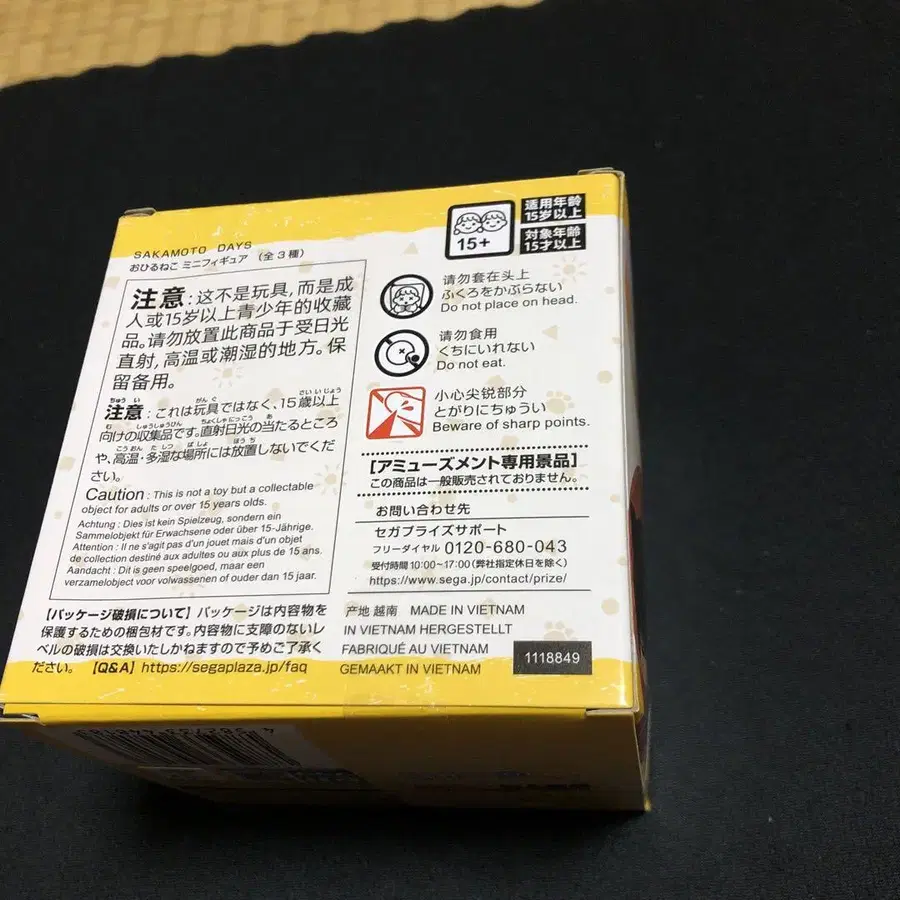 SAKAMOTO DAYS
おひるねこ ミニフィギュア (全3種)
注意:这不是玩具,而是成
人或15岁以上青少年的收藏
品。请勿放置此商品于受日光
直射,高温或潮湿的地方。保
留备用。
注意:これは玩具ではなく、15歳以上
向けの収集品です。直射日光の当たるところ
や、高温・多湿な場所には放置しないでくだ
さい。
Caution : This is not a toy but a collectable
object for adults or over 15 years olds.
Achtung : Dies ist kein Spielzeug, sondern ein
Sammelobjekt für Erwachsene oder über 15-Jährige.
Attention : Il ne s'agit pas d'un jouet mais d'un objet
de collection destiné aux adultes ou aux plus de 15 ans.
Aandacht : Dit is geen speelgoed, maar een
verzamelobject voor volwassenen of ouder dan 15 jaar.
【パッケージ破損について】パッケージは内容物を
保護するための梱包材です。内容物に支障のないレ
ベルの破損は交換いたしかねますので予めご了承く
ださい。 【Q&A】https://segaplaza.jp/faq
15+
适用年龄
15岁以上
対象年齢
15才以上
请勿套在头上
ふくろをかぶらない
Do not place on head.
请勿食用
くちにいれない
Do not eat.
小心尖锐部分
とがりにちゅうい
Beware of sharp points.
【アミューズメント専用景品】
この商品は一般販売されておりません。
お問い合わせ先
セガプライズサポート
フリーダイヤル 0120-680-043
受付時間 10:00~17:00(弊社指定休日を除く)
https://www.sega.jp/contact/prize/
产地 越南 MADE IN VIETNAM
IN VIETNAM HERGESTELLT
FABRIQUÉ AU VIETNAM
GEMAAKT IN VIETNAM
1118849